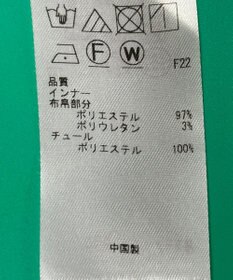 F W
F22
品質
インナー
布帛部分
ポリエステル 97%
ポリウレタン 3%
チュール
ポリエステル 100%
中国製